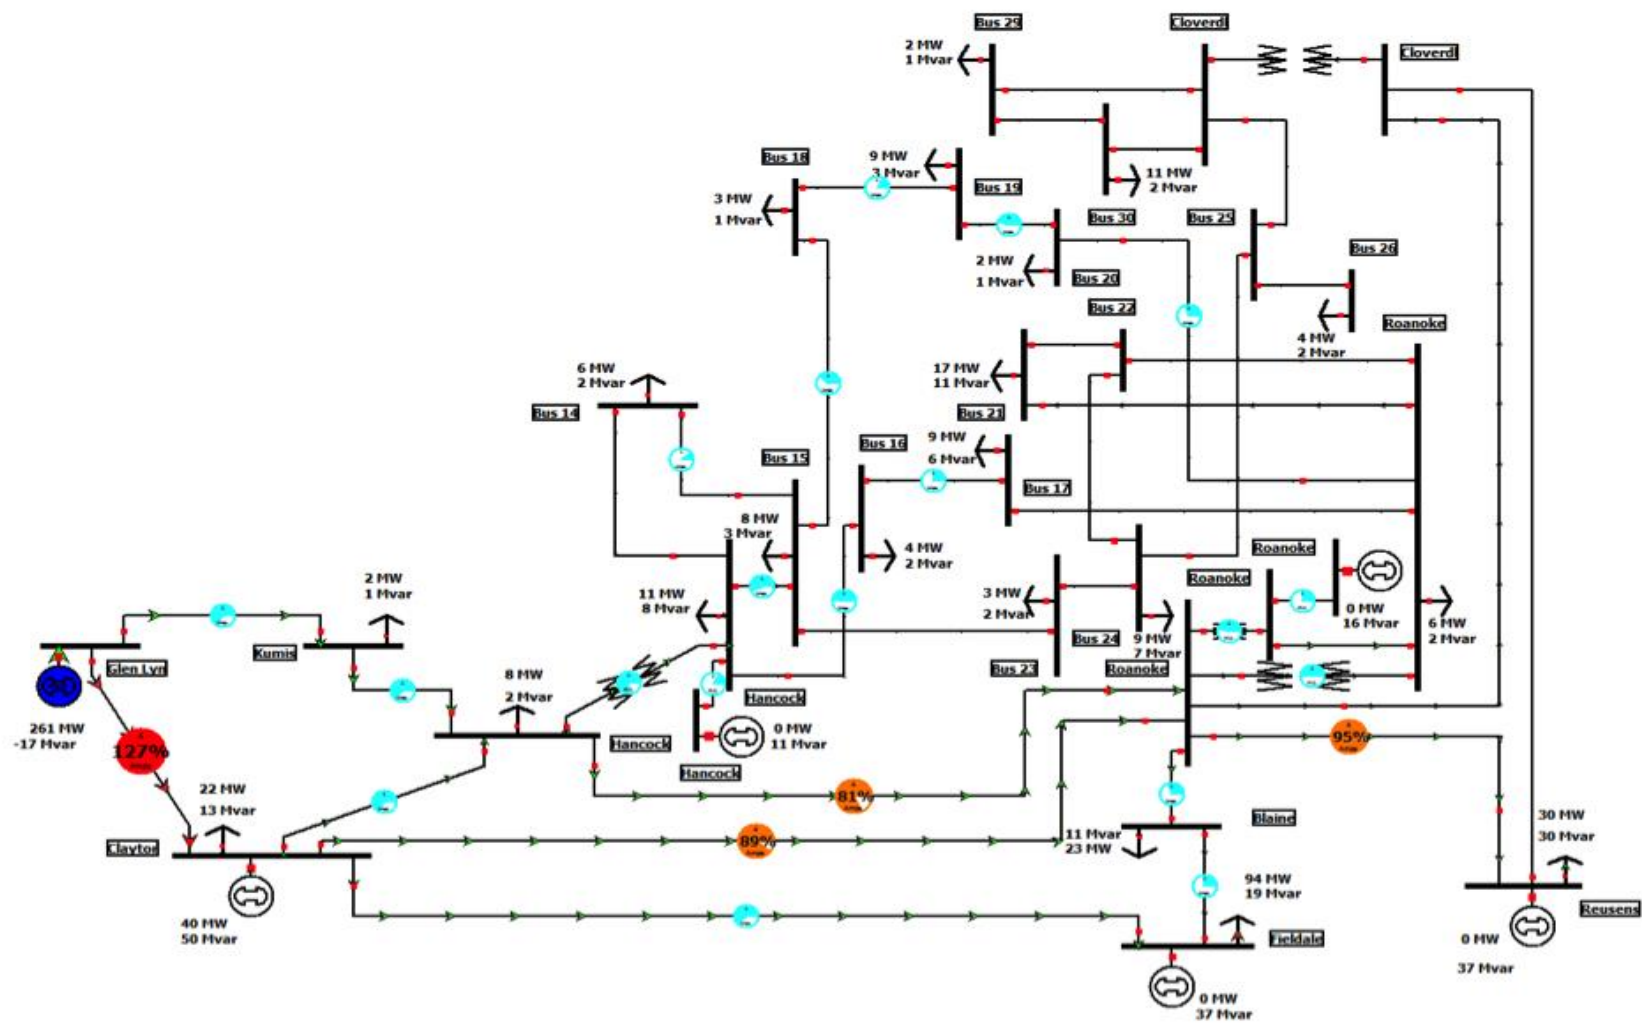 Bus 29
Cloverdl
Cloverdl
2 MW
1 Mvar
11 MW
2 Mvar
Bus 18
9 MW
3 Mvar
Bus 19
3 MW
1 Mvar
Bus 30
Bus 25
Bus 26
2 MW
1 Mvar
Bus 20
Bus 22
Roanoke
4 MW
2 Mvar
6 MW
2 Mvar
17 MW
11 Mvar
Bus 14
Bus 21
Bus 16
9 MW
6 Mvar
Bus 15
Bus 17
8 MW
3 Mvar
4 MW
2 Mvar
Roanoke
Roanoke
2 MW
1 Mvar
11 MW
8 Mvar
3 MW
2 Mvar
0 MW
16 Mvar
6 MW
2 Mvar
Bus 24
9 MW
7 Mvar
Glen Lyn
Kumis
Bus 23
Roanoke
8 MW
2 Mvar
Hancock
261 MW
-17 Mvar
0 MW
11 Mvar
Hancock
Hancock
127%
95%
22 MW
13 Mvar
81%
Claytor
89%
11 Mvar
23 MW
Blaine
30 MW
30 Mvar
94 MW
19 Mvar
40 MW
50 Mvar
Fieldale
Reusens
0 MW
37 Mvar
0 MW
37 Mvar